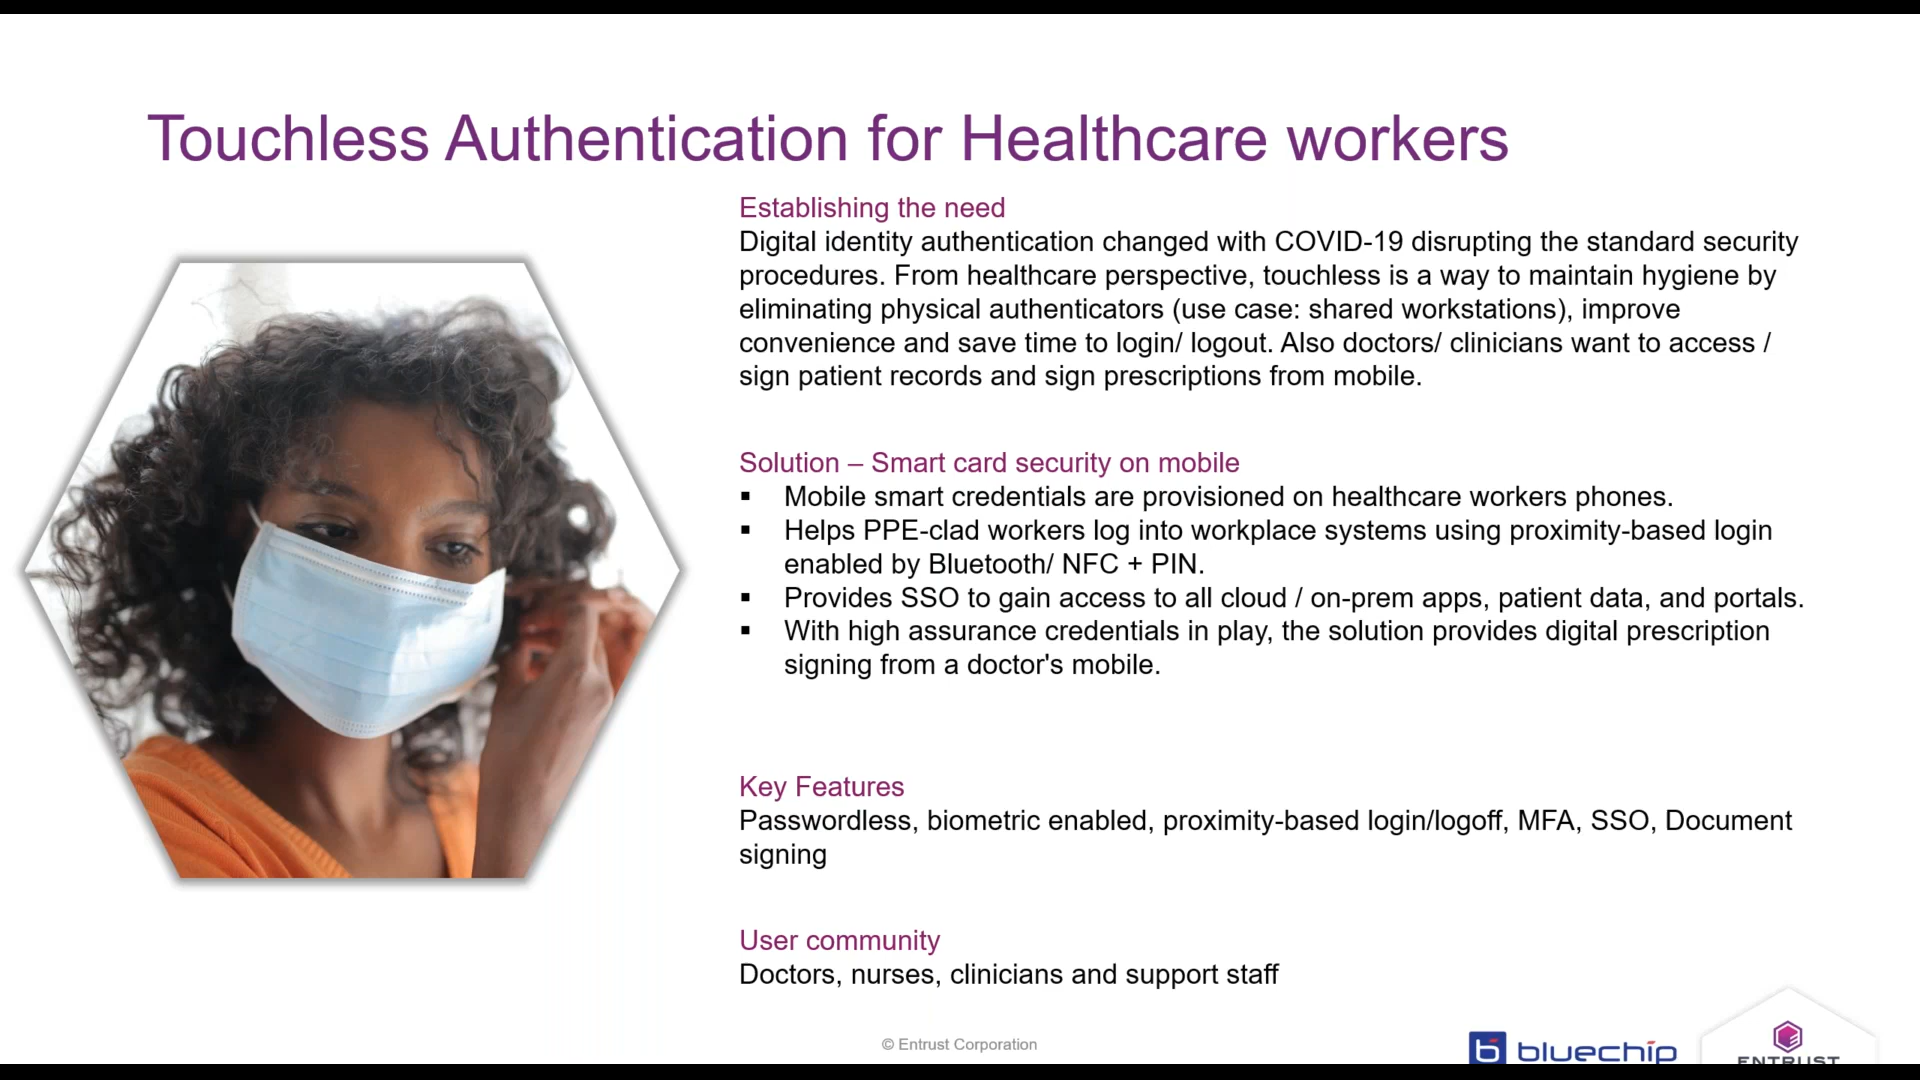 Touchless Authentication for Healthcare workers
Establishing the need
Digital identity authentication changed with COVID-19 disrupting the standard security
procedures. From healthcare perspective, touchless is a way to maintain hygiene by
eliminating physical authenticators (use case: shared workstations), improve
convenience and save time to login/ logout. Also doctors/ clinicians want to access /
sign patient records and sign prescriptions from mobile.
Solution – Smart card security on mobile
▪ Mobile smart credentials are provisioned on healthcare workers phones.
▪ Helps PPE-clad workers log into workplace systems using proximity-based login
enabled by Bluetooth/ NFC + PIN.
▪ Provides SSO to gain access to all cloud / on-prem apps, patient data, and portals.
▪ With high assurance credentials in play, the solution provides digital prescription
signing from a doctor's mobile.
Key Features
Passwordless, biometric enabled, proximity-based login/logoff, MFA, SSO, Document
signing
User community
Doctors, nurses, clinicians and support staff
© Entrust Corporation
b bluechip
ENTRUST